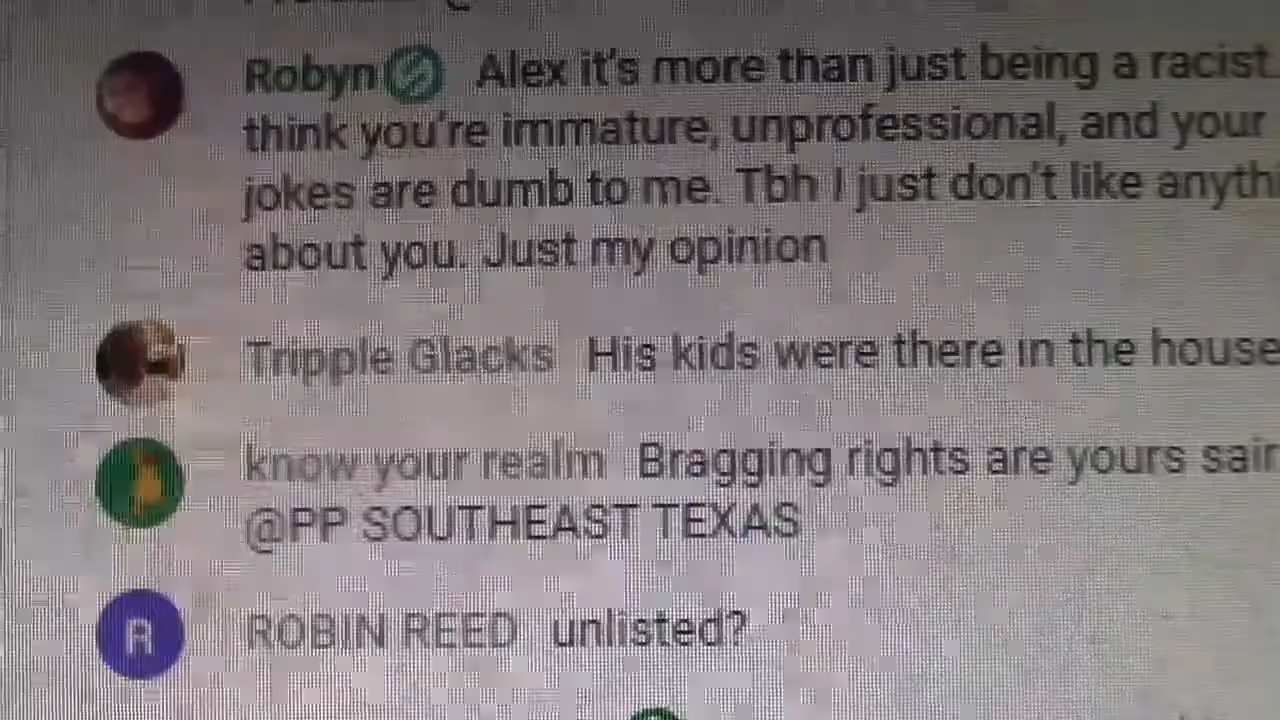 Robyn Alex it's more than just being a racist.
think you're immature, unprofessional, and your
jokes are dumb to me. Tbh I just don't like
about you. Just my opinion
Tripple Glacks His kids were there in the house
know your realm Bragging rights are yours
@PP SOUTHEAST TEXAS
R
ROBIN REED unlisted?